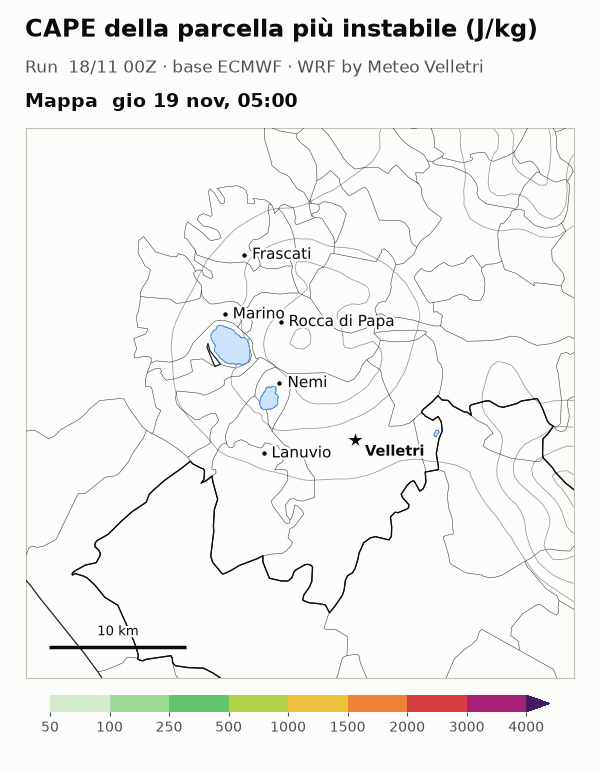 CAPE della parcella più instabile (J/kg)
Run  18/11 00Z · base ECMWF · WRF by Meteo Velletri
Mappa  gio 19 nov, 05:00
Frascati
Marino
Rocca di Papa
Nemi
Velletri
Lanuvio
10 km
50 100 250 500 1000 1500 2000 3000 4000